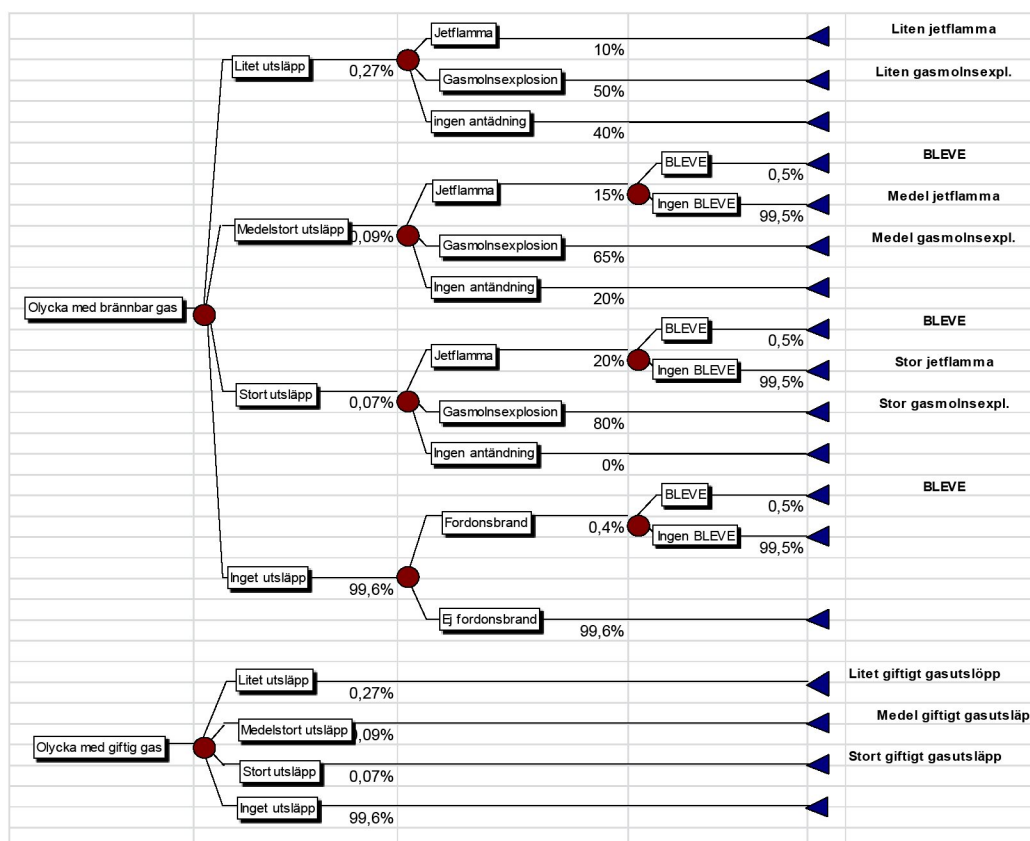 Jetflamma
10%
Liten jetflamma
Litet utsläpp
0,27%
Gasmolnsexplosion
50%
Liten gasmolnsexpl.
ingen antädning
40%
BLEVE
0,5%
BLEVE
Jetflamma
15%
Ingen BLEVE
99,5%
Medel jetflamma
Medelstort utsläpp
0,09%
Gasmolnsexplosion
65%
Medel gasmolnsexpl.
Ingen antändning
20%
Olycka med brännbar gas
BLEVE
0,5%
BLEVE
Jetflamma
20%
Ingen BLEVE
99,5%
Stor jetflamma
Stort utsläpp
0,07%
Gasmolnsexplosion
80%
Stor gasmolnsexpl.
Ingen antändning
0%
BLEVE
0,5%
BLEVE
Fordonsbrand
0,4%
Ingen BLEVE
99,5%
Inget utsläpp
99,6%
Ej fordonsbrand
99,6%
Litet utsläpp
0,27%
Litet giftigt gasutslöpp
Medelstort utsläpp
0,09%
Medel giftigt gasutsläp
Olycka med giftig gas
Stort utsläpp
0,07%
Stort giftigt gasutsläpp
Inget utsläpp
99,6%